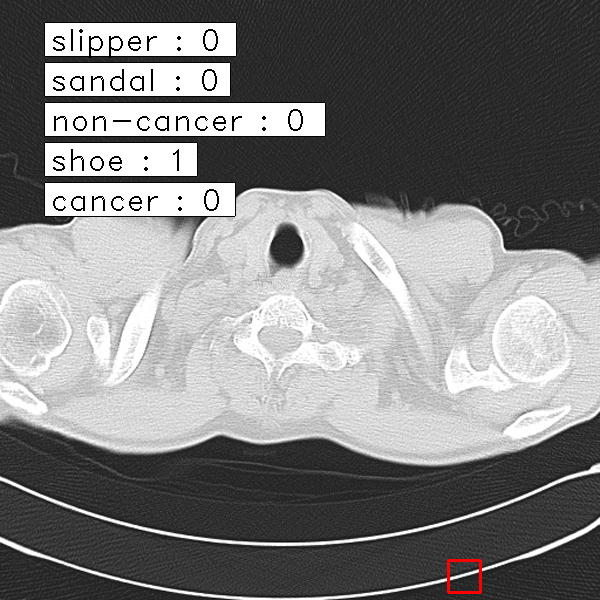 slipper : 0
sandal : 0
non-cancer : 0
shoe : 1
cancer : 0